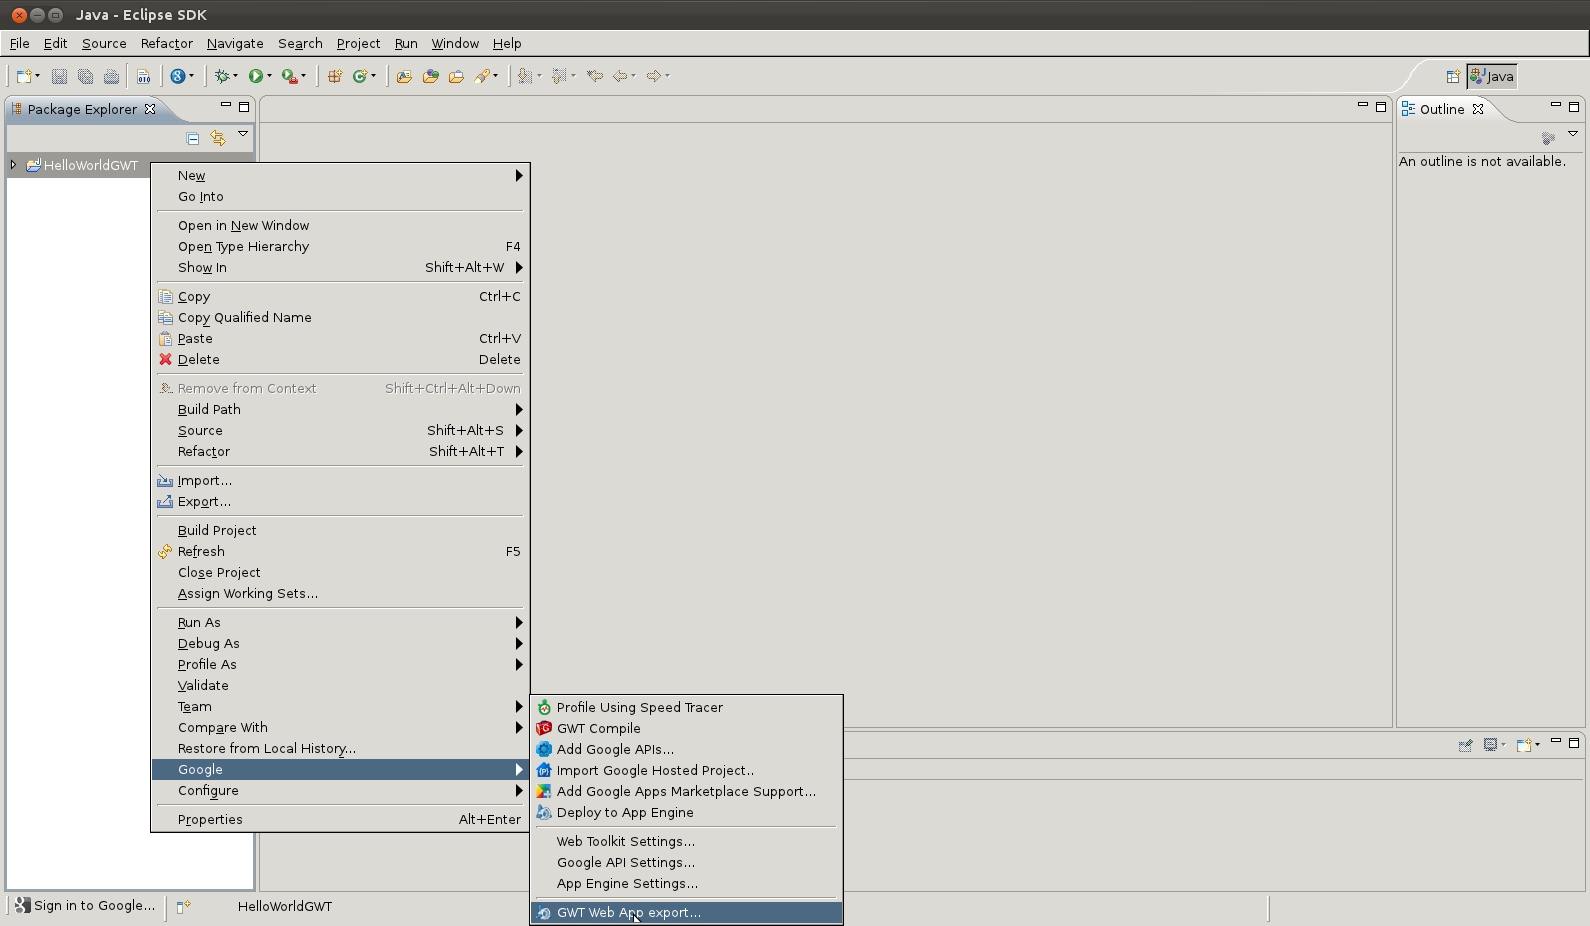 Java - Eclipse SDK
File Edit Source Refactor Navigate Search Project Run Window Help
Java
Package Explorer
Outline
HelloWorldGWT
An outline is not available.
New
Go Into
Open in New Window
Open Type Hierarchy F4
Show In Shift+Alt+W
Copy Ctrl+C
Copy Qualified Name
Paste Ctrl+V
Delete Delete
Remove from Context Shift+Ctrl+Alt+Down
Build Path
Source Shift+Alt+S
Refactor Shift+Alt+T
Import...
Export...
Build Project
Refresh F5
Close Project
Assign Working Sets...
Run As
Debug As
Profile As
Validate
Team
Compare With
Restore from Local History...
Google
Configure
Properties Alt+Enter
Profile Using Speed Tracer
GWT Compile
Add Google APIs...
Import Google Hosted Project..
Add Google Apps Marketplace Support...
Deploy to App Engine
Web Toolkit Settings...
Google API Settings...
App Engine Settings...
GWT Web App export...
Sign in to Google...
HelloWorldGWT